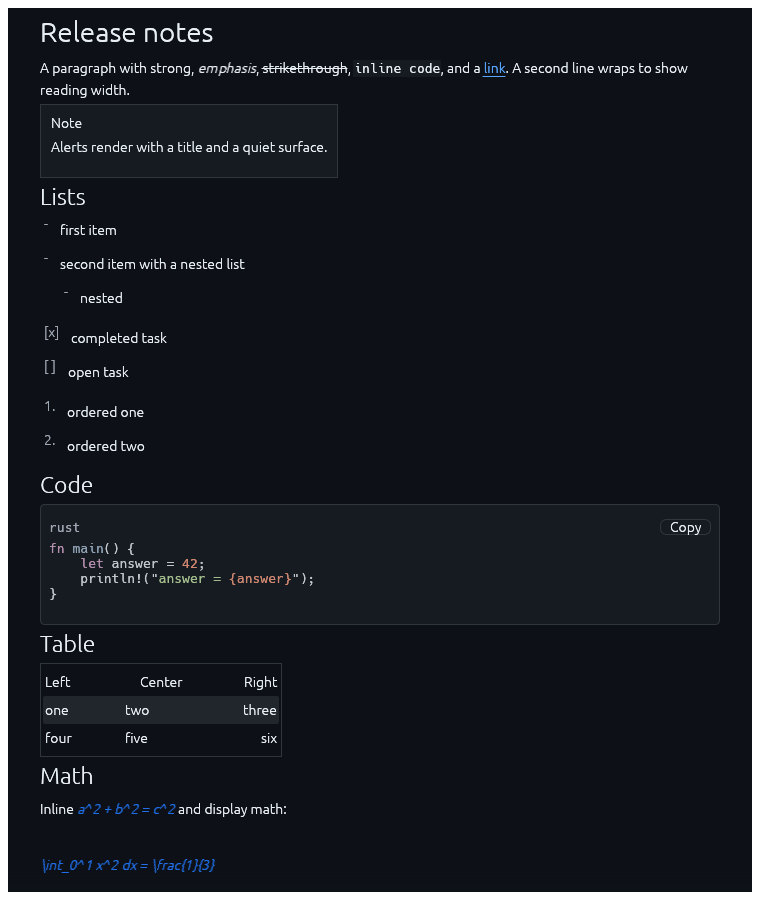 Release notes
A paragraph with strong, emphasis, strikethrough, inline code, and a link. A second line wraps to show
reading width.
Note
Alerts render with a title and a quiet surface.
Lists
- first item
- second item with a nested list
- nested
[x] completed task
[ ] open task
1. ordered one
2. ordered two
Code
rust Copy
fn main() {
    let answer = 42;
    println!("answer = {answer}");
}
Table
Left Center Right
one two three
four five six
Math
Inline a^2 + b^2 = c^2 and display math:
\int_0^1 x^2 dx = \frac{1}{3}